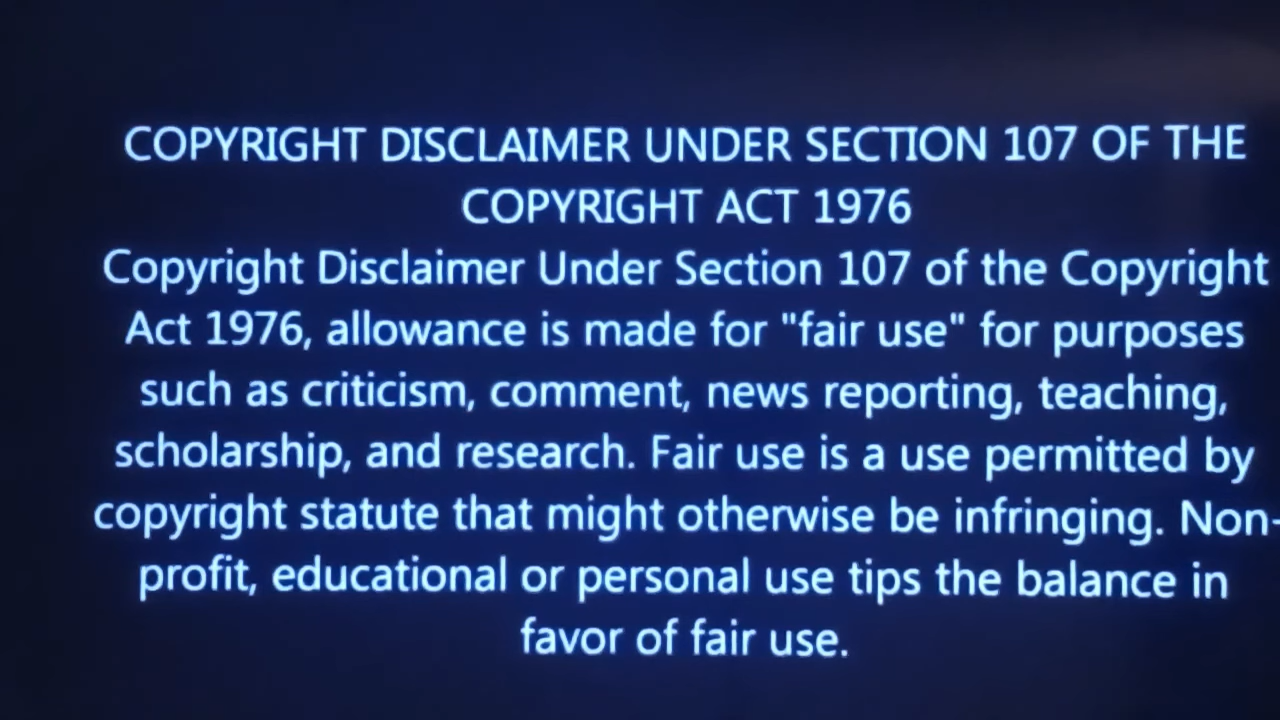 COPYRIGHT DISCLAIMER UNDER SECTION 107 OF THE
COPYRIGHT ACT 1976
Copyright Disclaimer Under Section 107 of the Copyright
Act 1976, allowance is made for "fair use" for purposes
such as criticism, comment, news reporting, teaching,
scholarship, and research. Fair use is a use permitted by
copyright statute that might otherwise be infringing. Non-
profit, educational or personal use tips the balance in
favor of fair use.